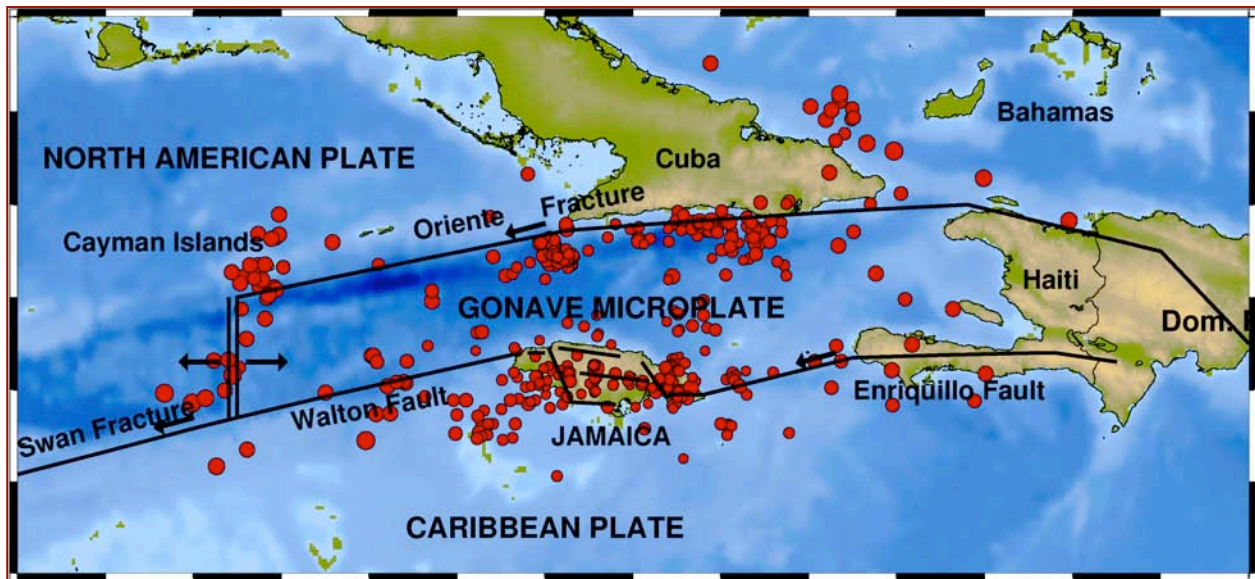 Bahamas
NORTH AMERICAN PLATE
Cuba
Oriente Fracture
Cayman Islands
GONAVE MICROPLATE
Haiti
Dom.
Enriquillo Fault
Walton Fault
Swan Fracture
JAMAICA
CARIBBEAN PLATE